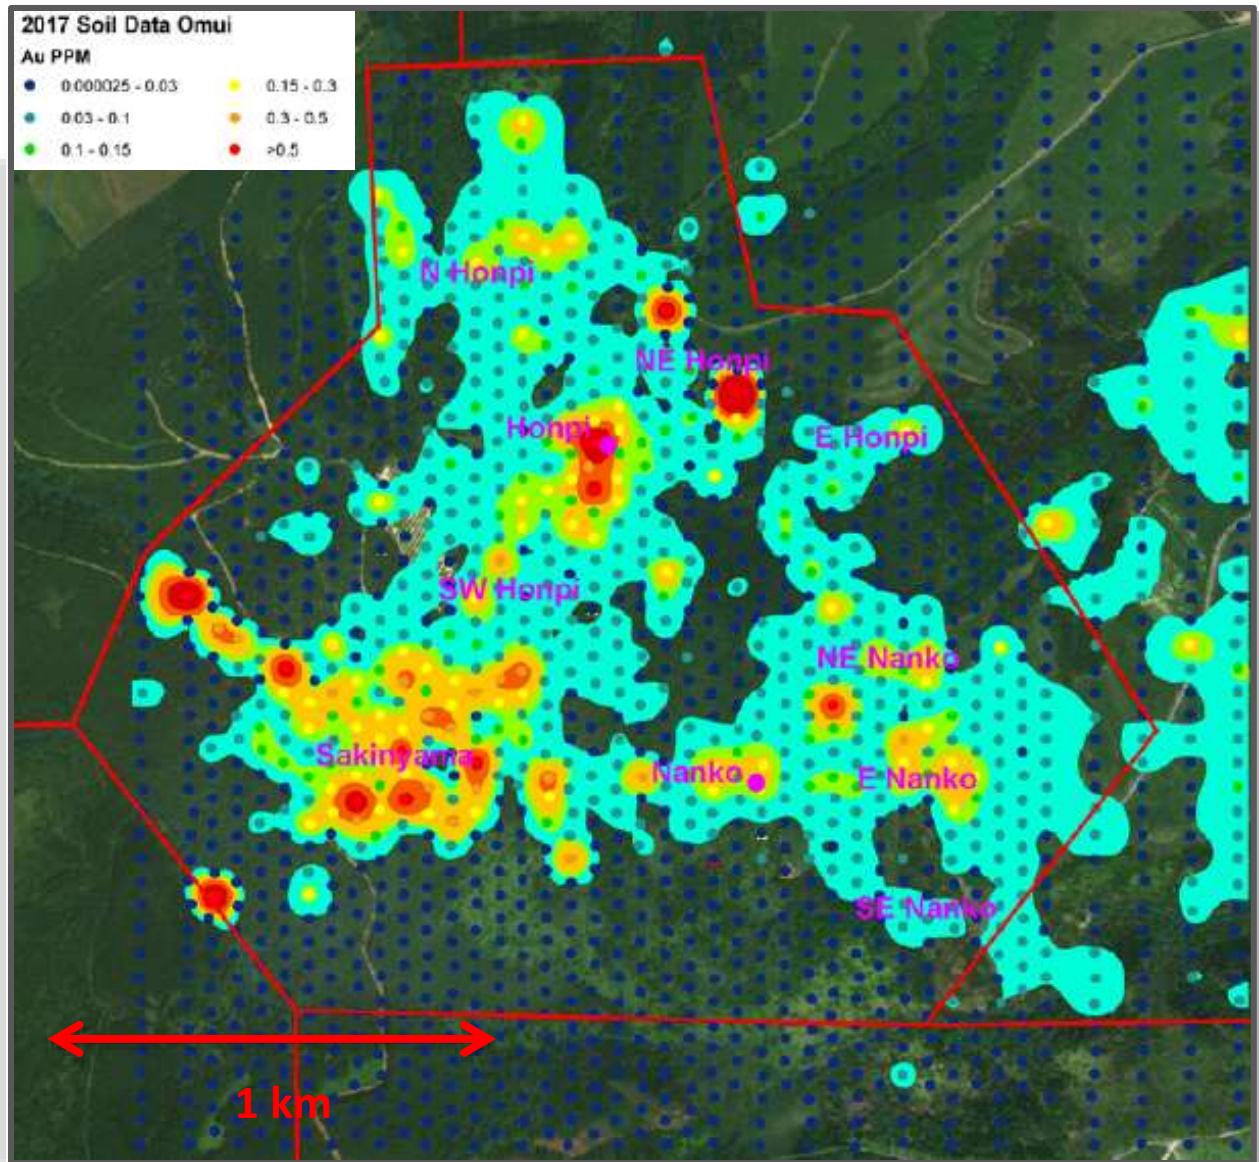 2017 Soil Data Omui
Au PPM
0.000025 - 0.03
0.15 - 0.3
0.03 - 0.1
0.3 - 0.5
0.1 - 0.15
>0.5
N Honpi
NE Honpi
Honpi
E Honpi
SW Honpi
NE Nanko
Sakinyama
Nanko
E Nanko
SE Nanko
1 km